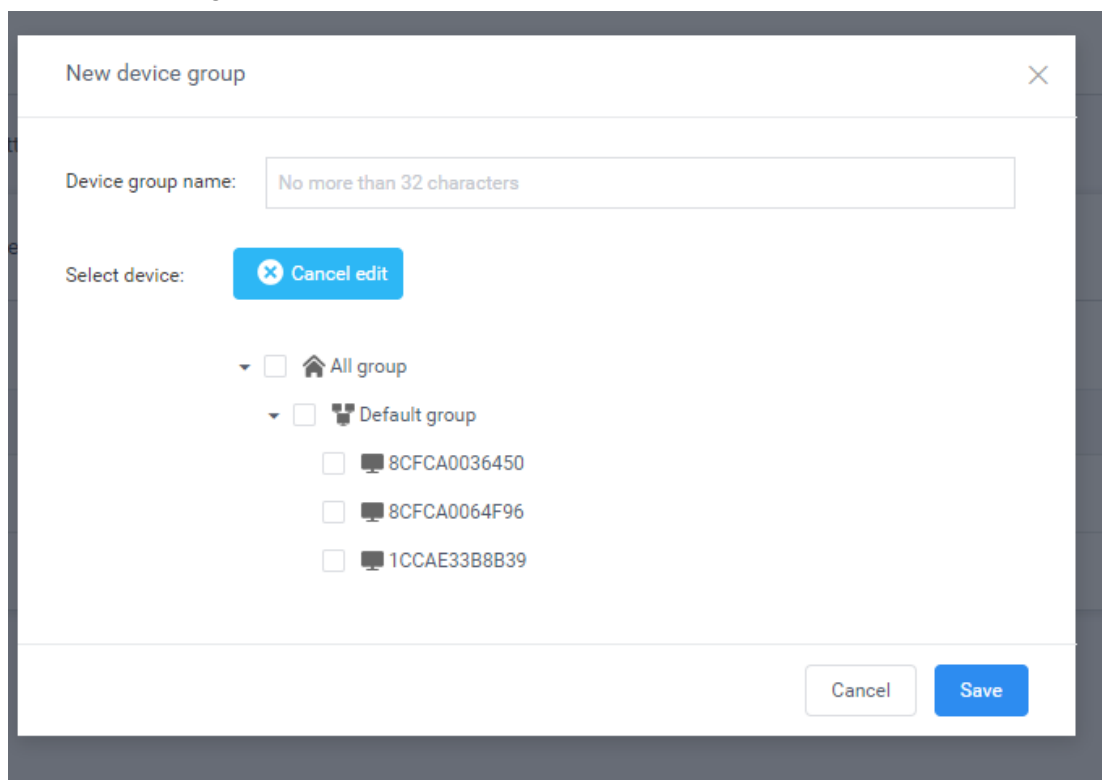 New device group
Device group name: No more than 32 characters
Select device: Cancel edit
All group
Default group
8CFCA0036450
8CFCA0064F96
1CCAE33B8B39
Cancel Save